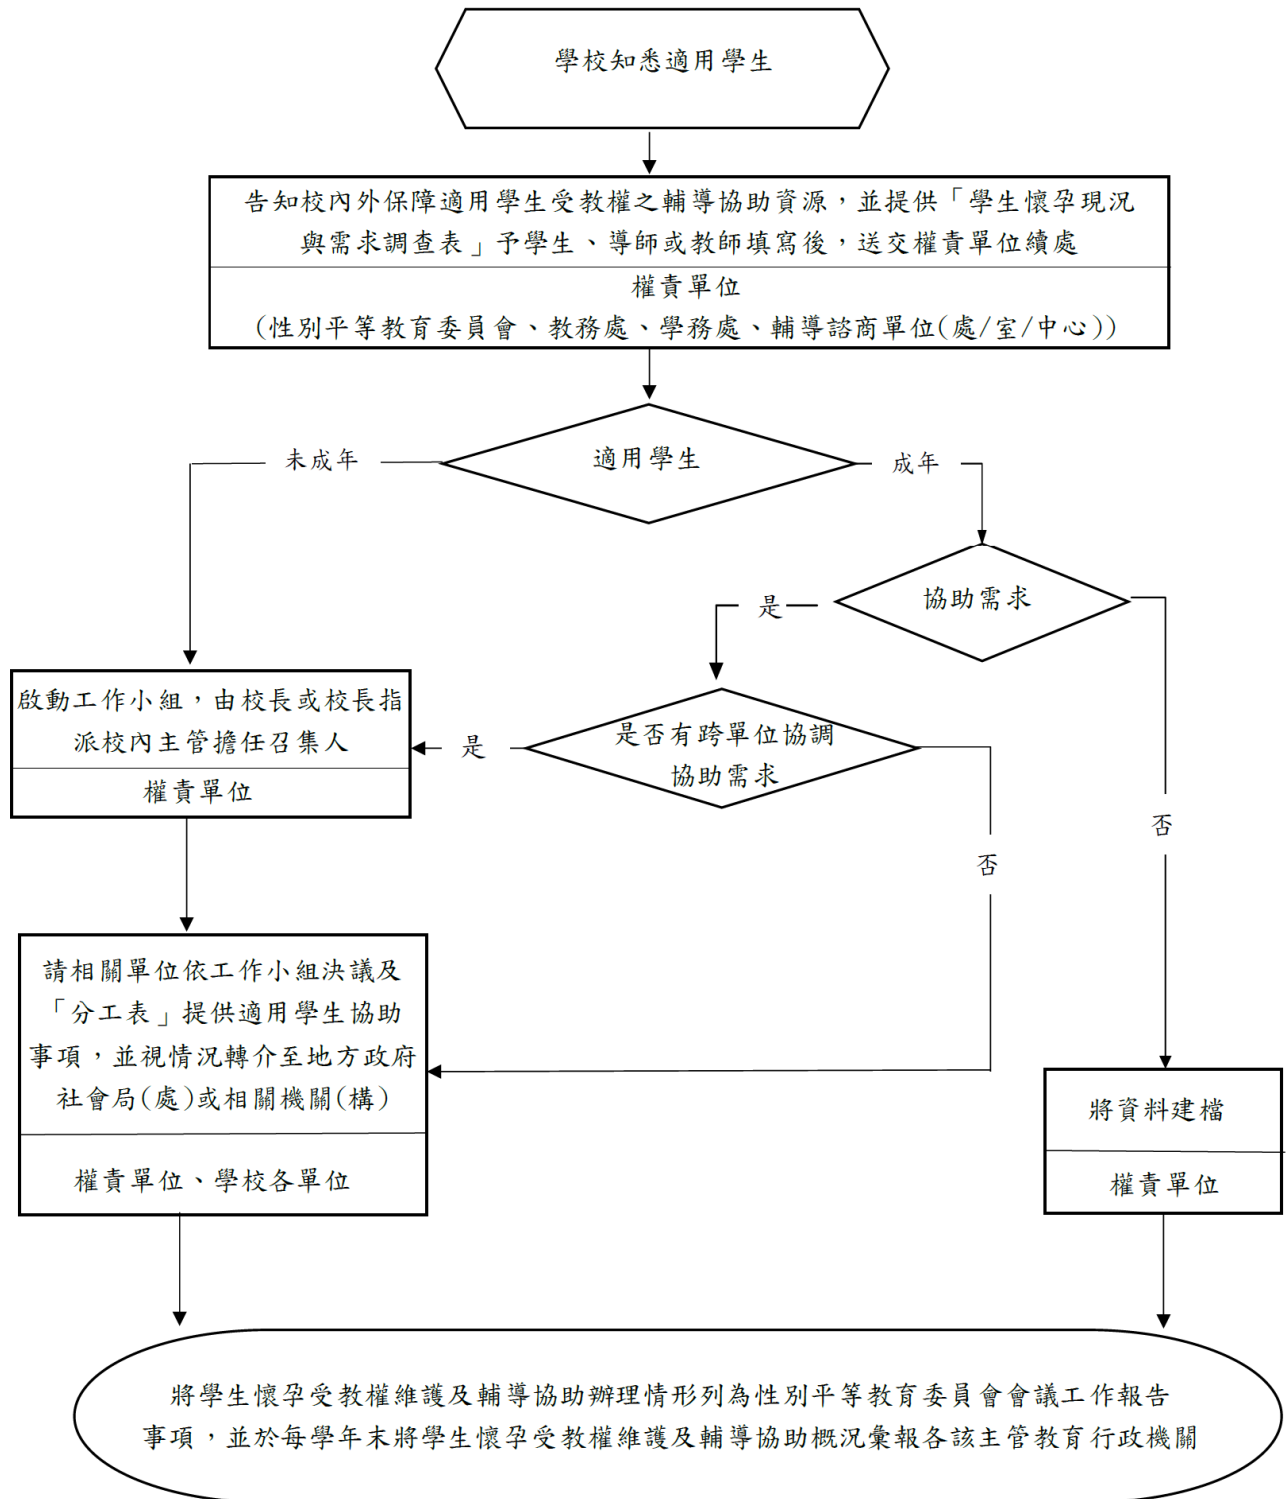 學校知悉適用學生
告知校內外保障適用學生受教權之輔導協助資源，並提供「學生懷孕現況
與需求調查表」予學生、導師或教師填寫後，送交權責單位續處
權責單位
(性別平等教育委員會、教務處、學務處、輔導諮商單位(處/室/中心))
適用學生
未成年
成年
協助需求
是
啟動工作小組，由校長或校長指
派校內主管擔任召集人
權責單位
是
是否有跨單位協調
協助需求
否
否
請相關單位依工作小組決議及
「分工表」提供適用學生協助
事項，並視情況轉介至地方政府
社會局(處)或相關機關(構)
權責單位、學校各單位
將資料建檔
權責單位
將學生懷孕受教權維護及輔導協助辦理情形列為性別平等教育委員會會議工作報告
事項，並於每學年末將學生懷孕受教權維護及輔導協助概況彙報各該主管教育行政機關